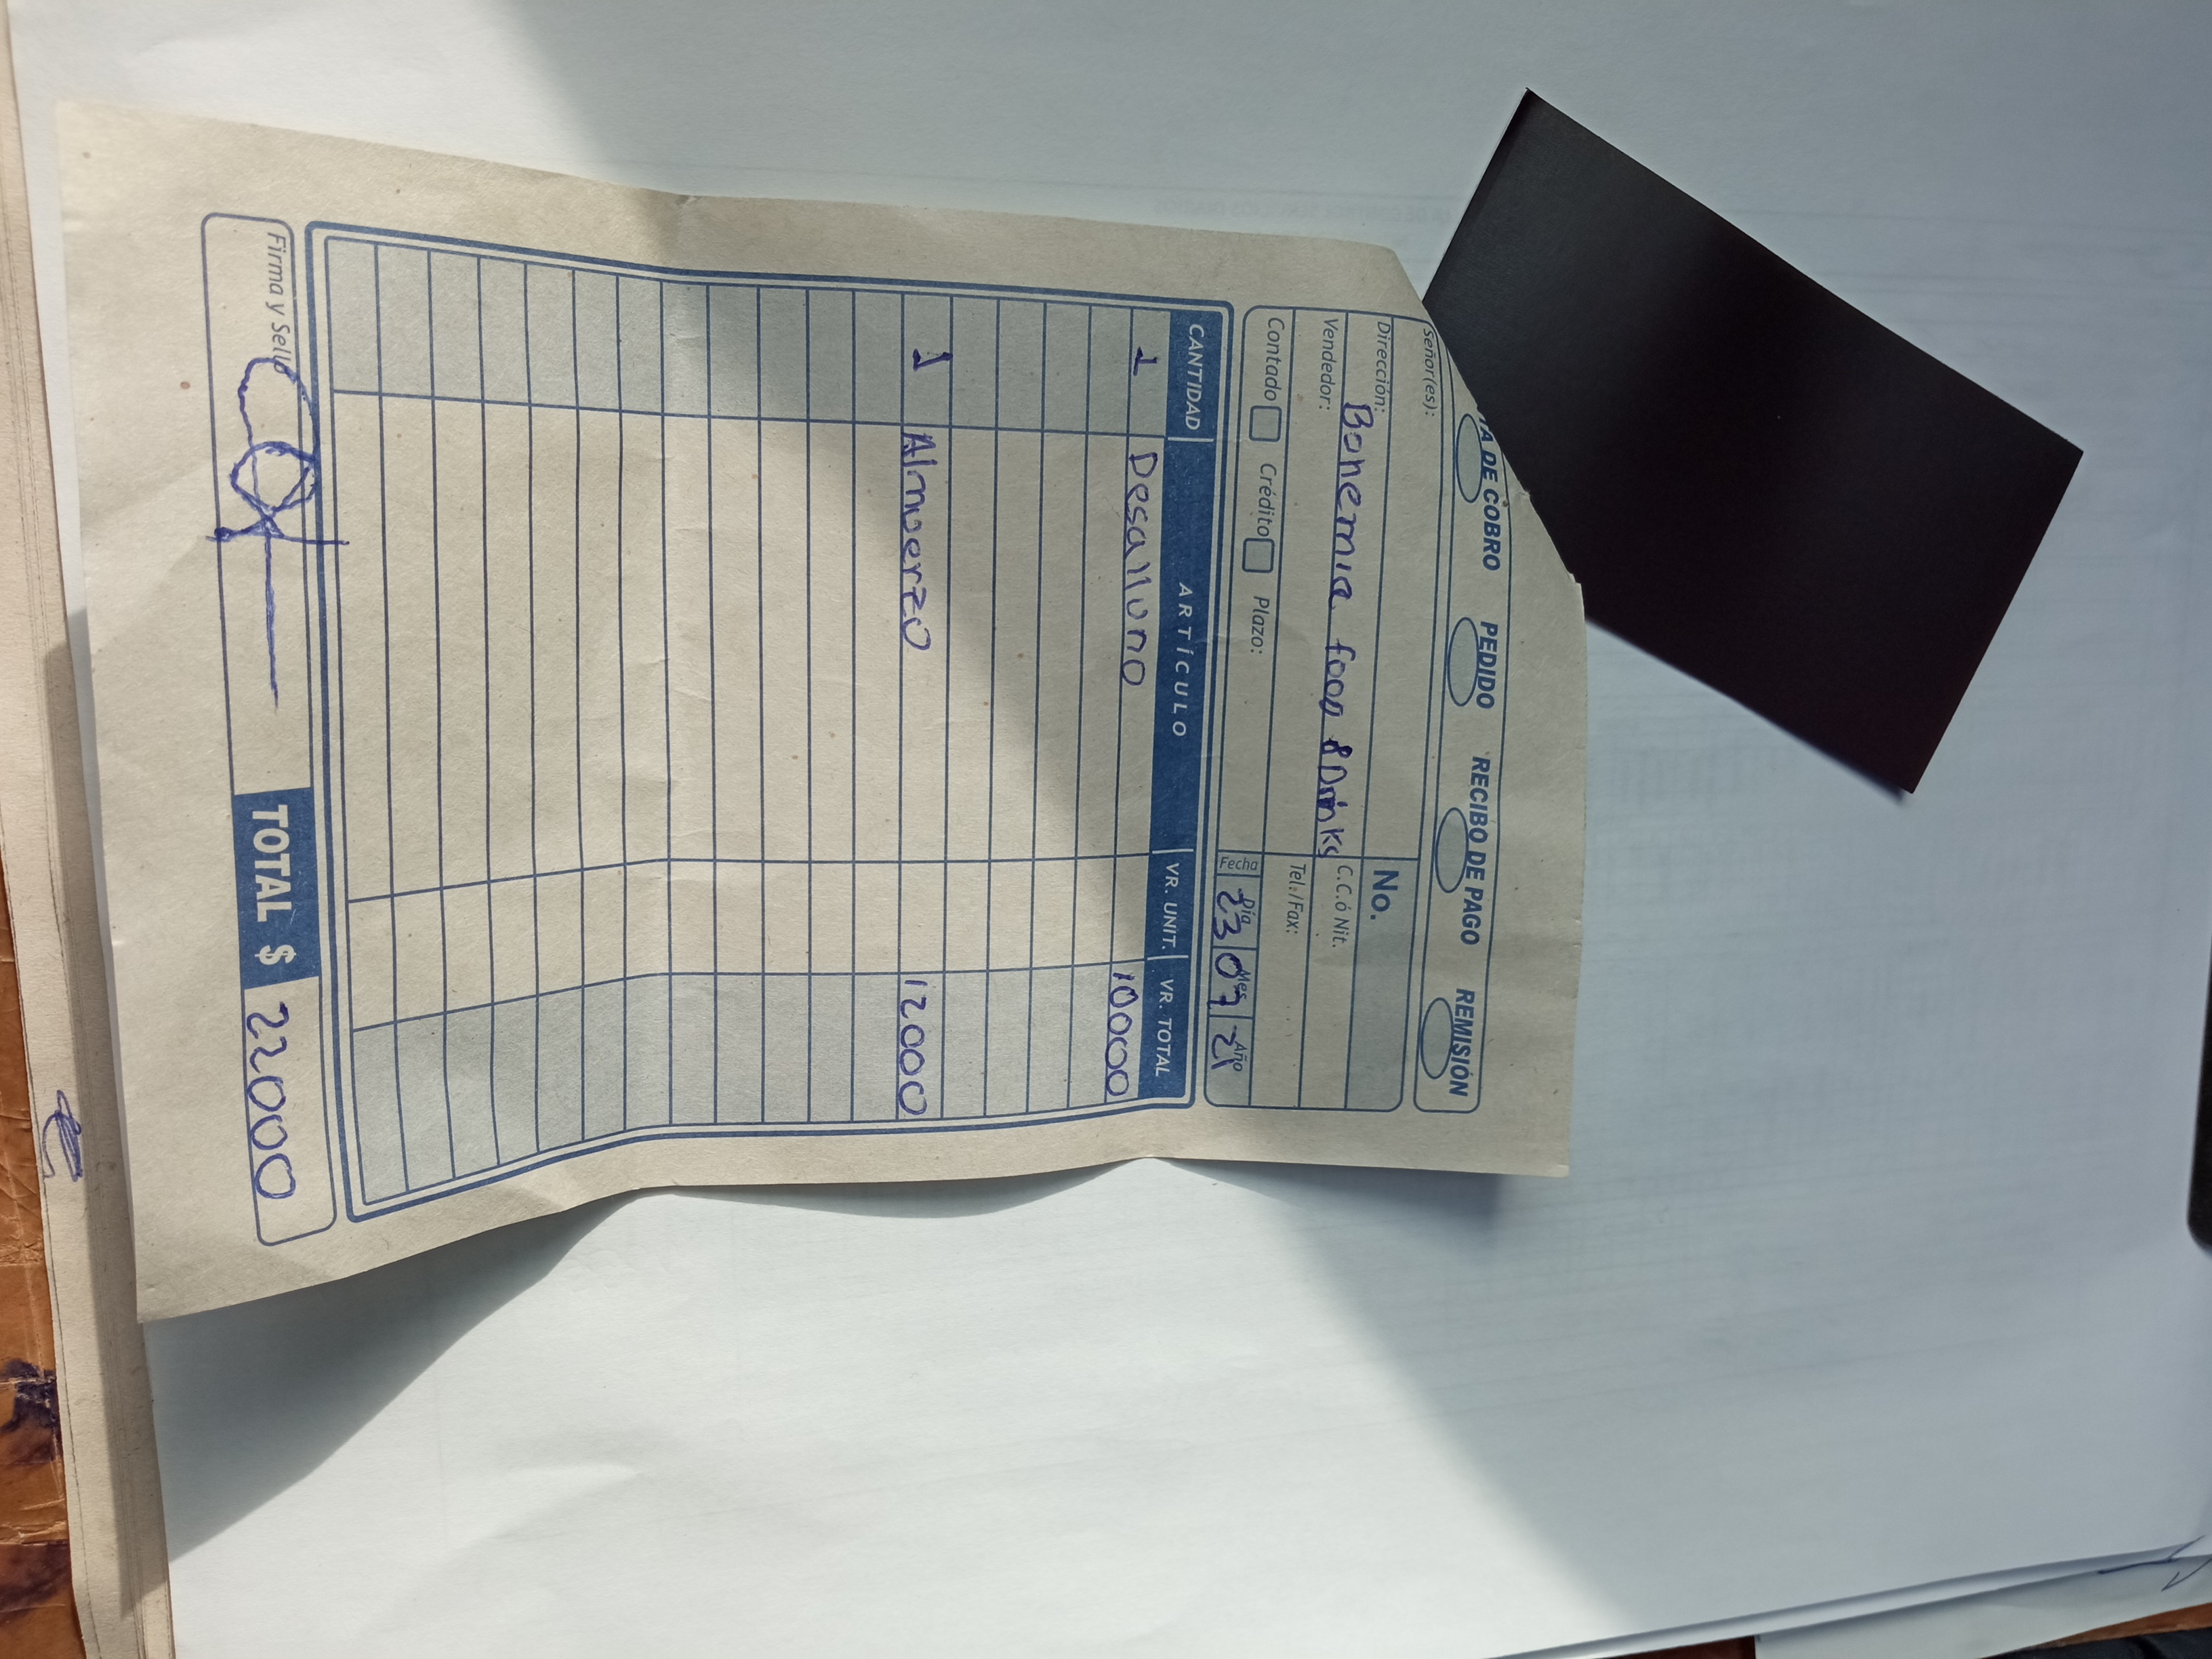 TA DE COBRO PEDIDO RECIBO DE PAGO REMISIÓN
Señor(es):
No.
Dirección:
Bohemia food & Drinks
C.C.ó Nit.
Vendedor:
Tel./Fax:
Contado Crédito Plazo:
Fecha Día 23 Mes 07 Año 21
CANTIDAD ARTÍCULO VR. UNIT. VR. TOTAL
1 Desalluno 10000
1 Almuerzo 12000
Firma y Sello
TOTAL $ 22000